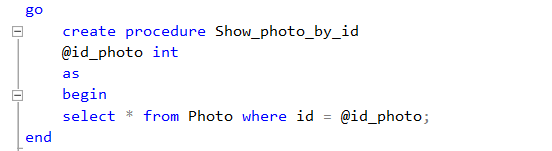 go
create procedure Show_photo_by_id
@id_photo int
as
begin
select * from Photo where id = @id_photo;
end